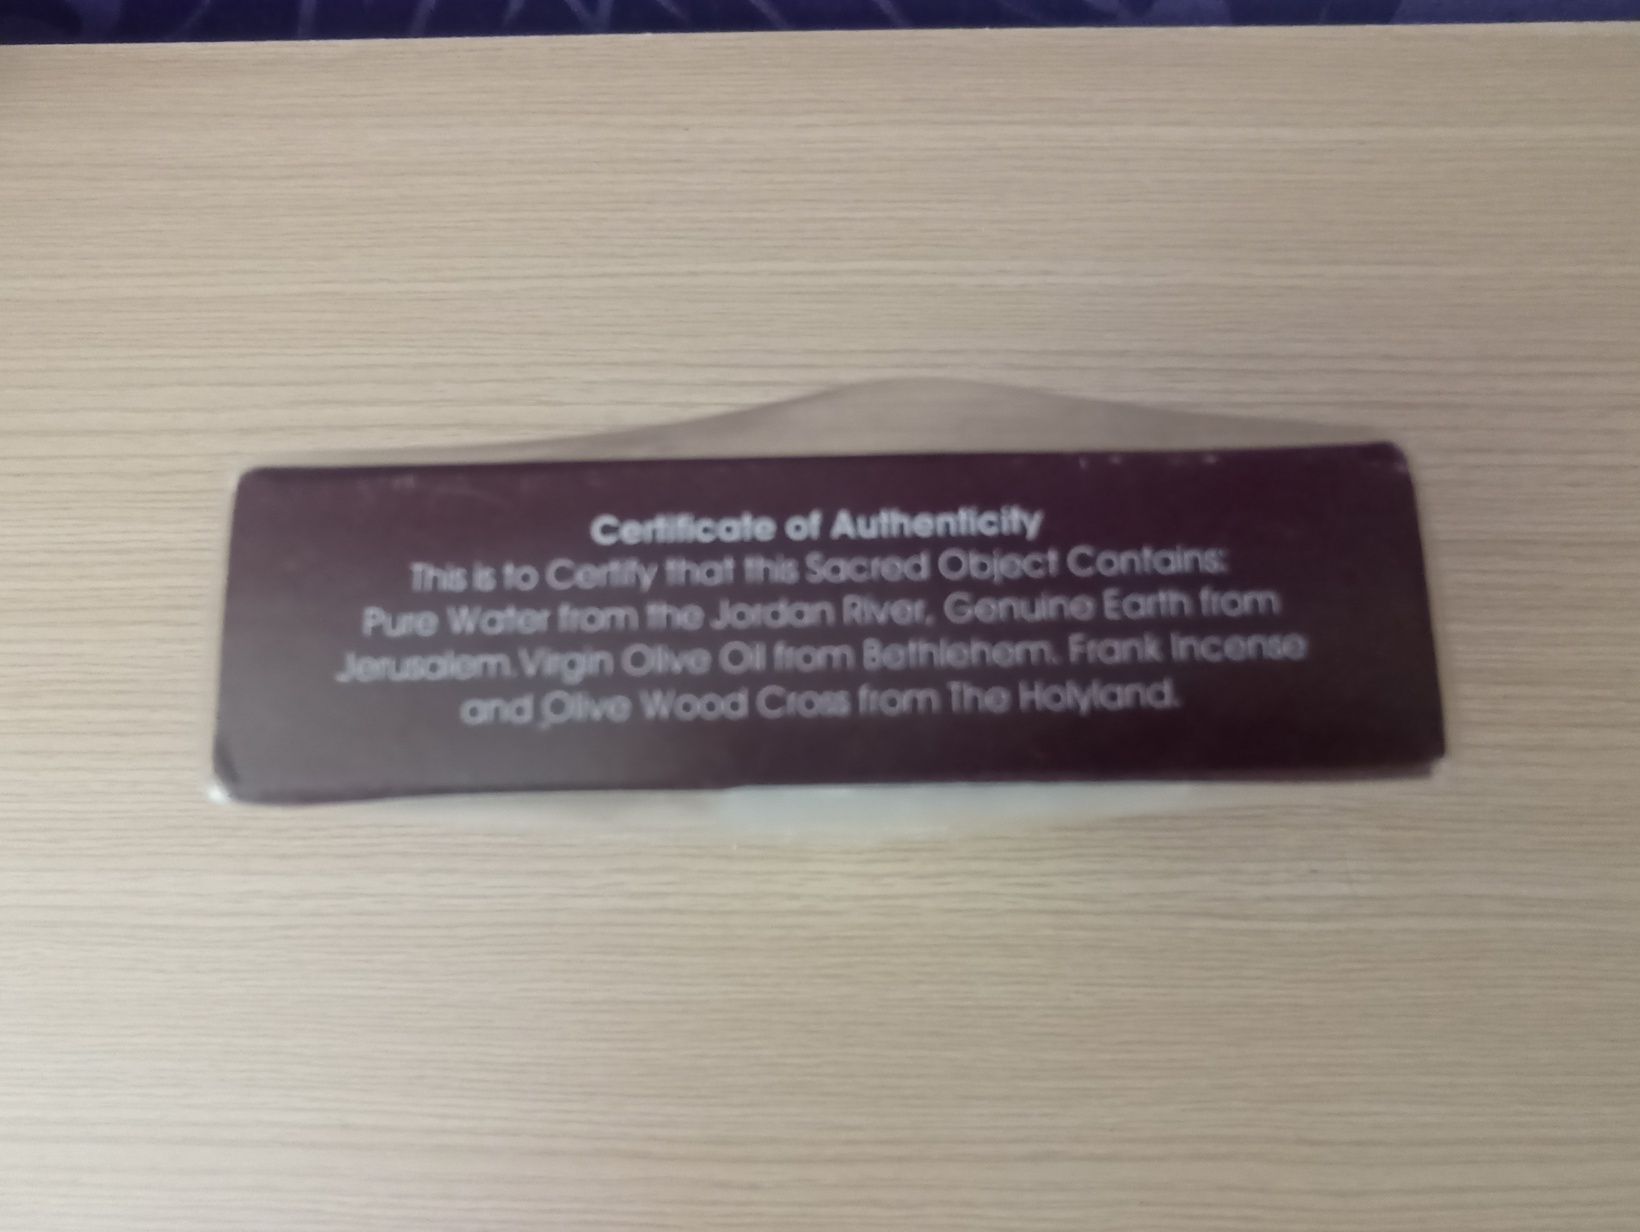 Certificate of Authenticity
This is to Certify that this Sacred Object Contains:
Pure Water from the Jordan River, Genuine Earth from
Jerusalem. Virgin Olive Oil from Bethlehem. Frank Incense
and Olive Wood Cross from The Holyland.